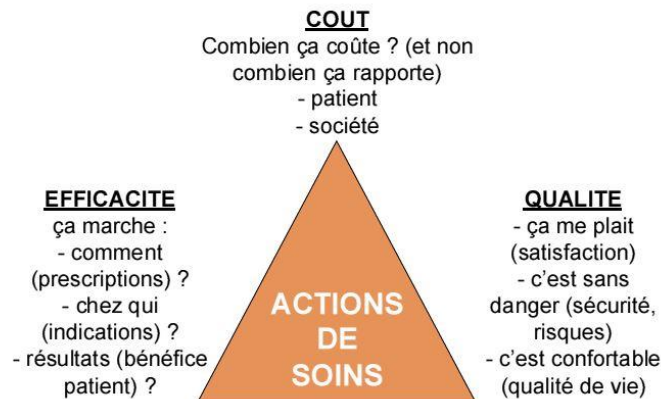 COUT
Combien ça coûte ? (et non
combien ça rapporte)
- patient
- société
EFFICACITE
ça marche :
- comment
(prescriptions) ?
- chez qui
(indications) ?
- résultats (bénéfice
patient) ?
ACTIONS
DE
SOINS
QUALITE
- ça me plait
(satisfaction)
- c’est sans
danger (sécurité,
risques)
- c’est confortable
(qualité de vie)